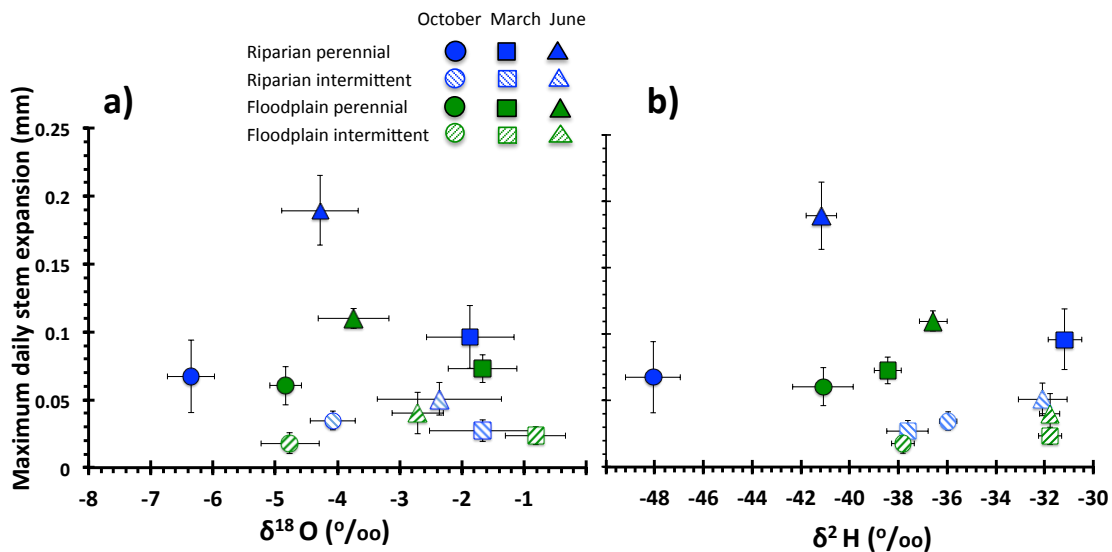 October March June
Riparian perennial
Riparian intermittent
Floodplain perennial
Floodplain intermittent
a)
b)
Maximum daily stem expansion (mm)
0.25
0.2
0.15
0.1
0.05
0
-8 -7 -6 -5 -4 -3 -2 -1 0
-48 -46 -44 -42 -40 -38 -36 -34 -32 -30
δ18 O (o/oo)
δ2 H (o/oo)